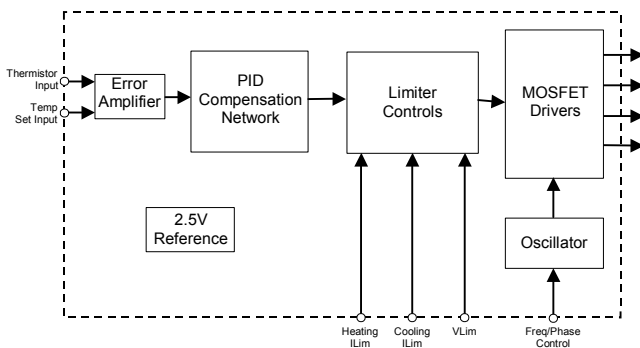 Thermistor
Input
Temp
Set Input
Error
Amplifier
PID
Compensation
Network
Limiter
Controls
MOSFET
Drivers
2.5V
Reference
Oscillator
Heating
ILim
Cooling
ILim
VLim
Freq/Phase
Control